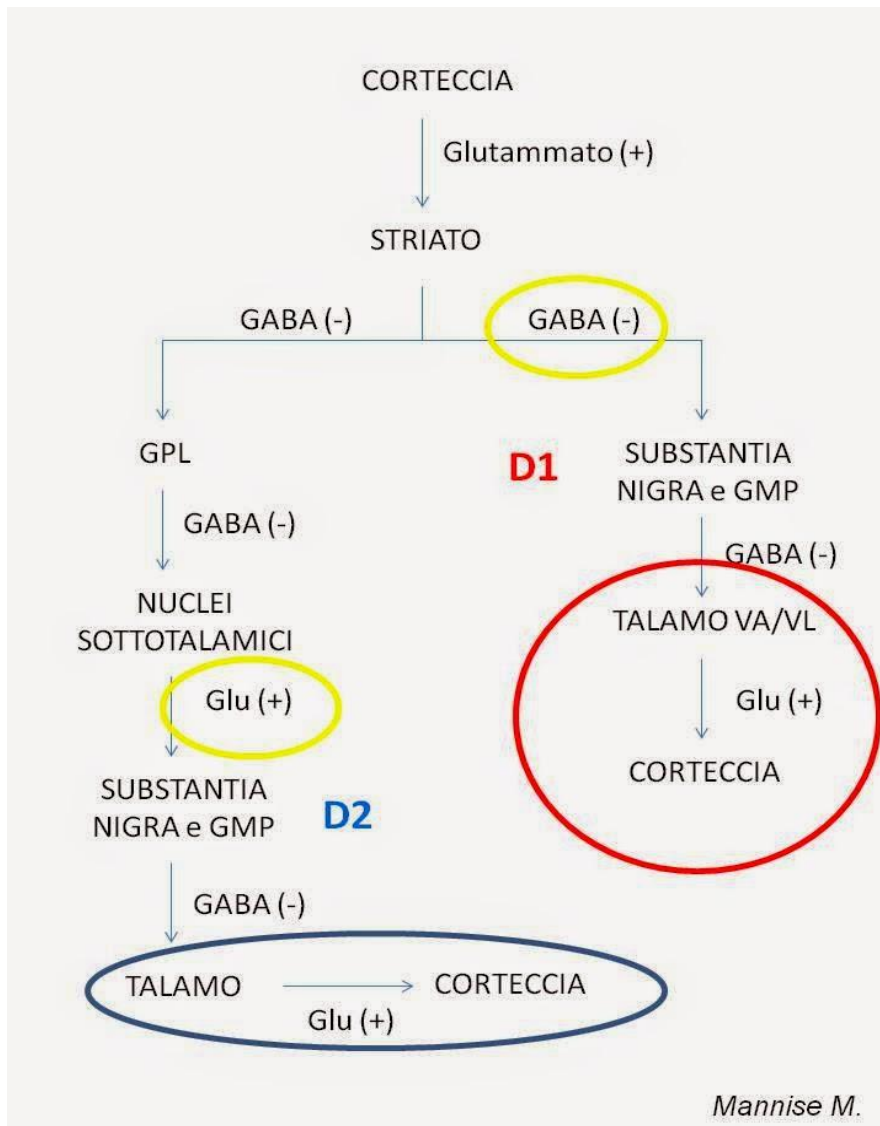 CORTECCIA
Glutammato (+)
STRIATO
GABA (-)
GABA (-)
GPL
D1
SUBSTANTIA
NIGRA e GMP
GABA (-)
GABA (-)
NUCLEI
SOTTOTALAMICI
TALAMO VA/VL
Glu (+)
Glu (+)
CORTECCIA
SUBSTANTIA
NIGRA e GMP
D2
GABA (-)
TALAMO
CORTECCIA
Glu (+)
Mannise M.